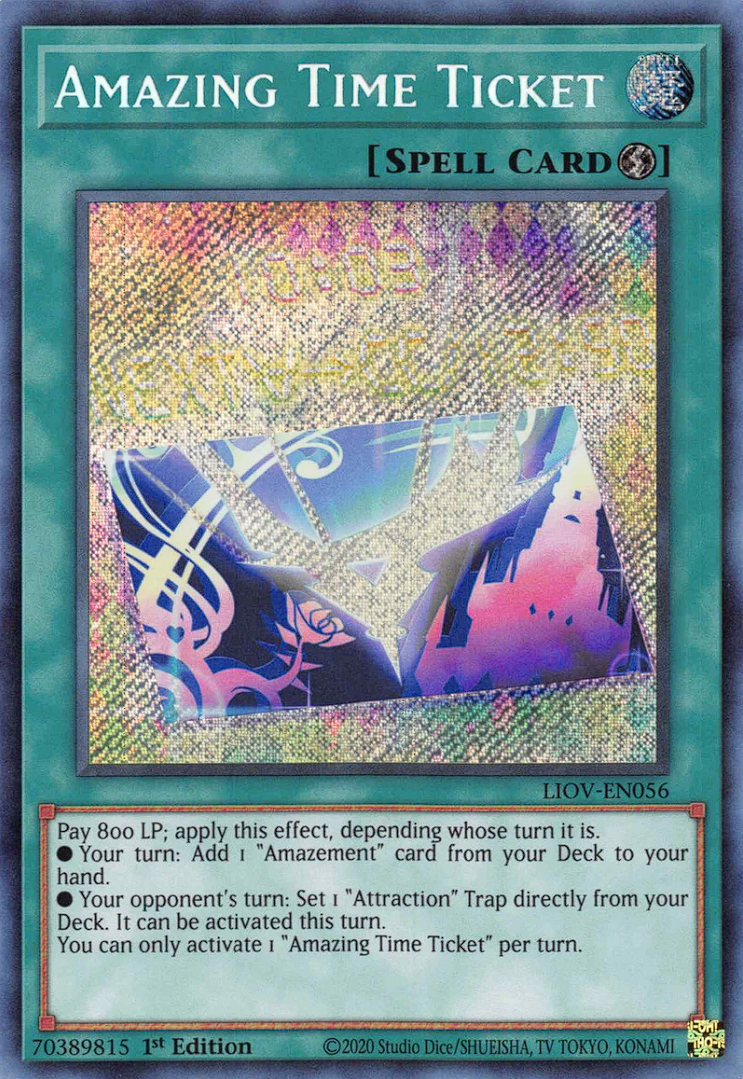 AMAZING TIME TICKET
[SPELL CARD]
10:03
LIOV-EN056
Pay 800 LP; apply this effect, depending whose turn it is.
● Your turn: Add 1 "Amazement" card from your Deck to your
hand.
● Your opponent's turn: Set 1 "Attraction" Trap directly from your
Deck. It can be activated this turn.
You can only activate 1 "Amazing Time Ticket" per turn.
70389815 1st Edition ©2020 Studio Dice/SHUEISHA, TV TOKYO, KONAMI